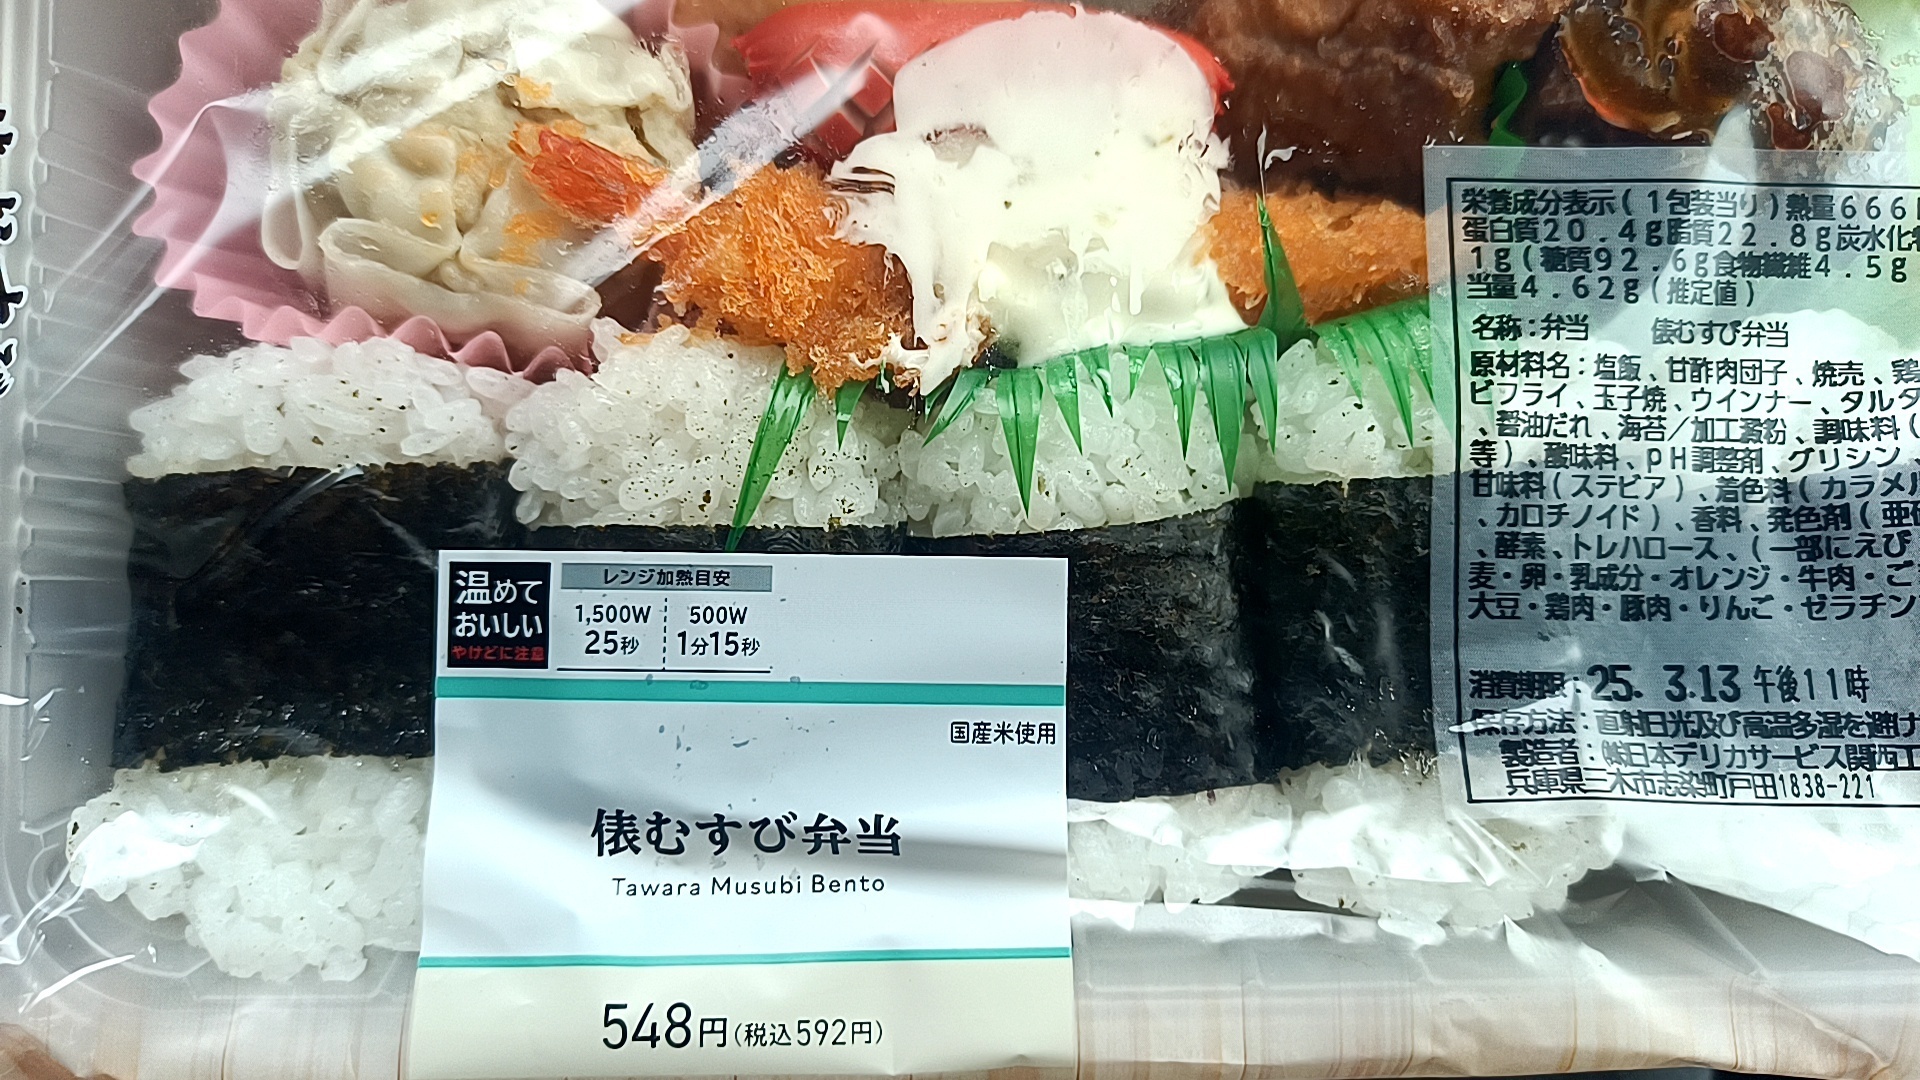 温めて
おいしい
やけどに注意
レンジ加熱目安
1,500W 500W
25秒 1分15秒
国産米使用
俵むすび弁当
Tawara Musubi Bento
548円(税込592円)
栄養成分表示(1包装当り)熱量666
蛋白質20.4g脂質22.8g炭水化
1g(糖質92.6g食物繊維4.5g
当量4.62g(推定値)
名称:弁当 俵むすび弁当
原材料名:塩飯、甘酢肉団子、焼売、鶏
ビフライ、玉子焼、ウインナー、タルタ
、醤油だれ、海苔/加工澱粉、調味料(
等)、酸味料、pH調整剤、グリシン、
甘味料(ステビア)、着色料(カラメル
、カロチノイド)、香料、発色剤(亜
、酵素、トレハロース、(一部にえび
麦・卵・乳成分・オレンジ・牛肉・ご
大豆・鶏肉・豚肉・りんご・ゼラチン
消費期限:25. 3.13 午後11時
保存方法:直射日光及び高温多湿を避け
製造者:㈱日本デリカサービス関西工
兵庫県三木市志染町戸田1838-221